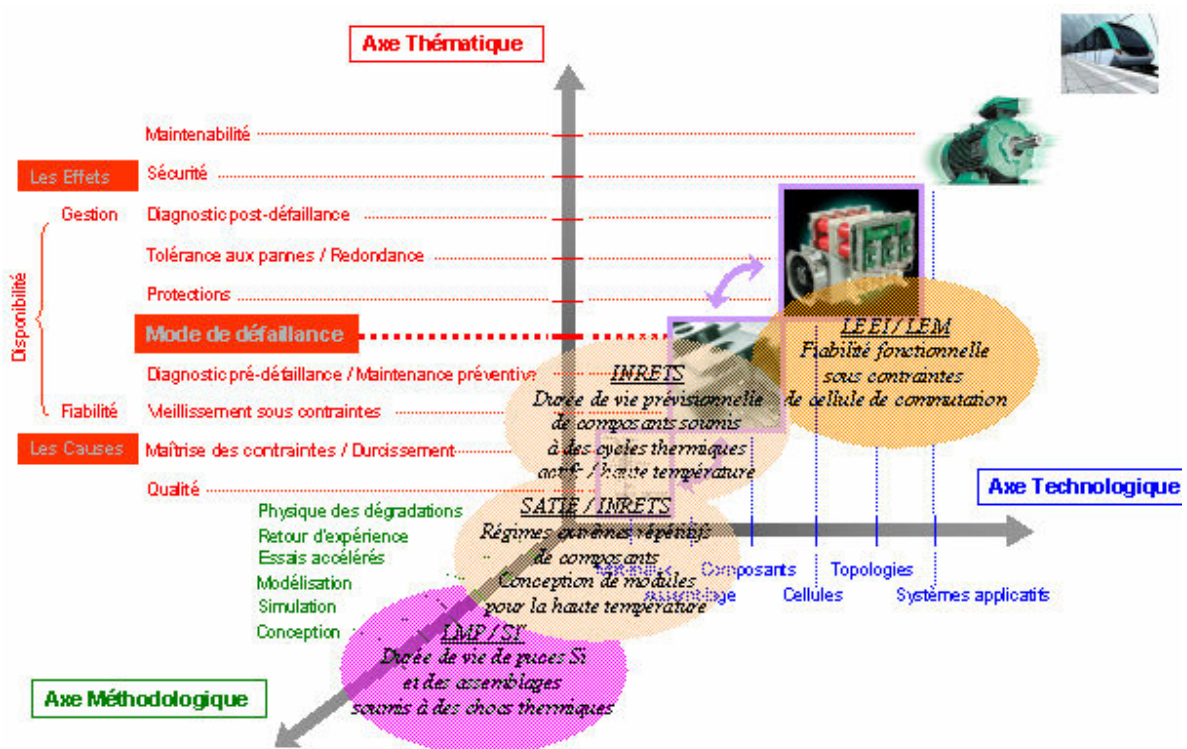 Axe Thématique
Maintenabilité
Les Effets
Sécurité
Gestion
Diagnostic post-défaillance
Tolérance aux pannes / Redondance
Protections
Disponibilité
Mode de défaillance
LEEI / LEM
Fiabilité fonctionnelle
sous contraintes
de cellule de commutation
Diagnostic pré-défaillance / Maintenance préventive
INRETS
Durée de vie prévisionnelle
de composants soumis
à des cycles thermiques
actifs / haute température
Fiabilité
Vieillissement sous contraintes
Les Causes
Maîtrise des contraintes / Durcissement
Qualité
Axe Technologique
SATIE / INRETS
Régimes extrêmes répétitifs
de composants
Conception de modules
pour la haute température
Physique des dégradations
Retour d'expérience
Essais accélérés
Modélisation
Simulation
Conception
Composants
Topologies
Assemblage
Cellules
Systèmes applicatifs
Durée de vie de puces Si
et des assemblages
soumis à des chocs thermiques
Axe Méthodologique